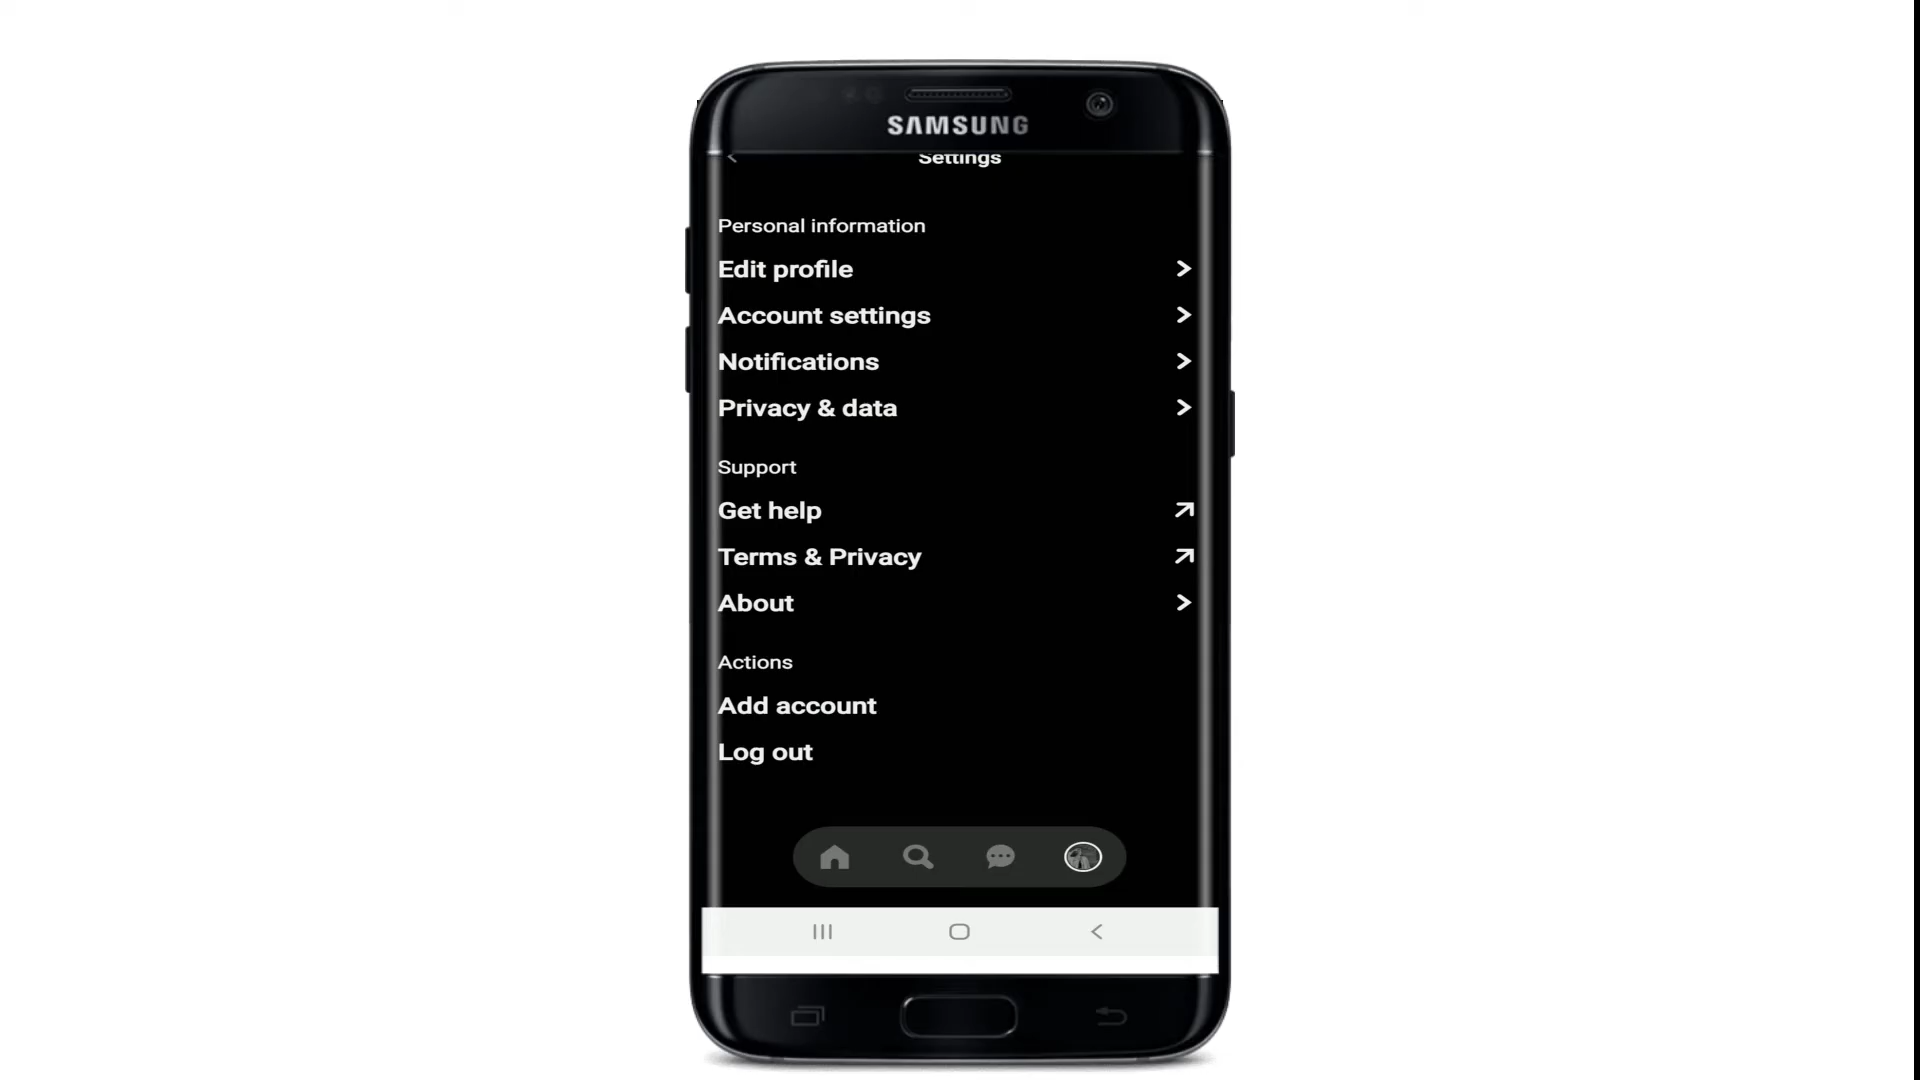 SAMSUNG
Settings
Personal information
Edit profile
Account settings
Notifications
Privacy & data
Support
Get help
Terms & Privacy
About
Actions
Add account
Log out